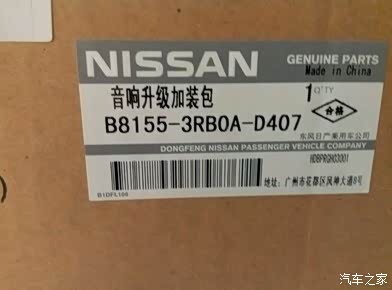 NISSAN
GENUINE PARTS
Made in China
音响升级加装包
1 Q'TY
合格
B8155-3RB0A-D407
东风日产乘用车公司
DONGFENG NISSAN PASSENGER VEHICLE COMPANY
HDBPRGH03001
地址:广州市花都区风神大道8号
B1DFL186
汽车之家